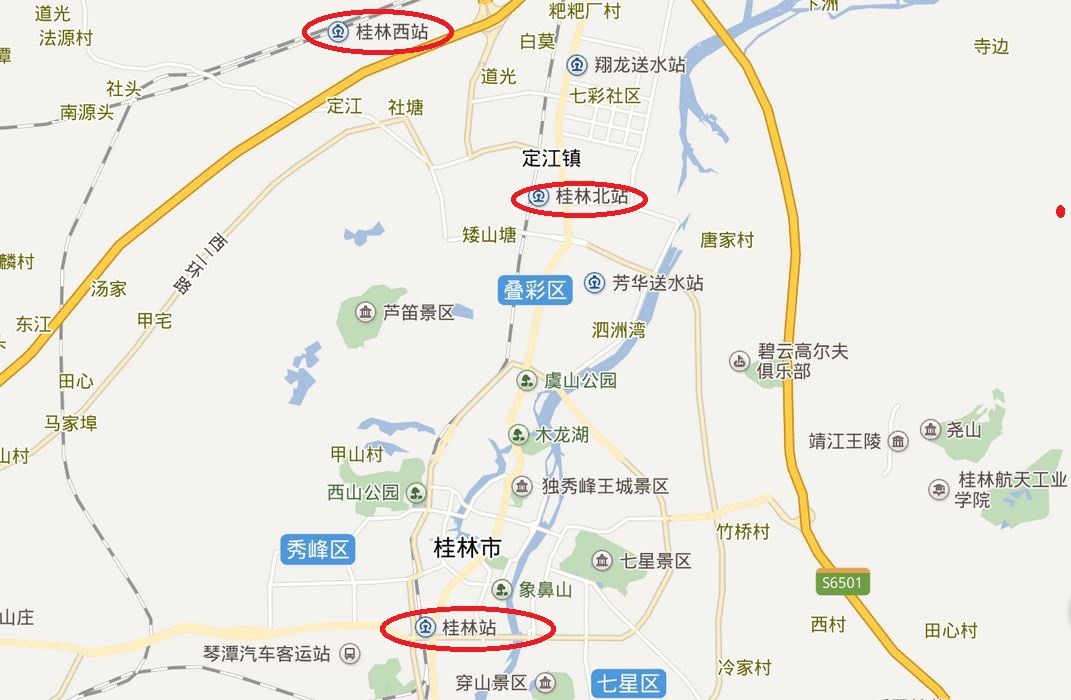 道光
法源村
潭
桂林西站
粑粑厂村
白莫
道光
翔龙送水站
七彩社区
寺边
社头
南源头
定江
社塘
定江镇
桂林北站
矮山塘
唐家村
西二环路
麟村
汤家
叠彩区
芳华送水站
芦笛景区
东江
甲宅
泗洲湾
碧云高尔夫
俱乐部
田心
虞山公园
马家埠
木龙湖
靖江王陵
尧山
山村
甲山村
西山公园
独秀峰王城景区
桂林航天工业
学院
竹桥村
秀峰区
桂林市
七星景区
S6501
象鼻山
山庄
桂林站
西村
田心村
琴潭汽车客运站
冷家村
穿山景区
七星区